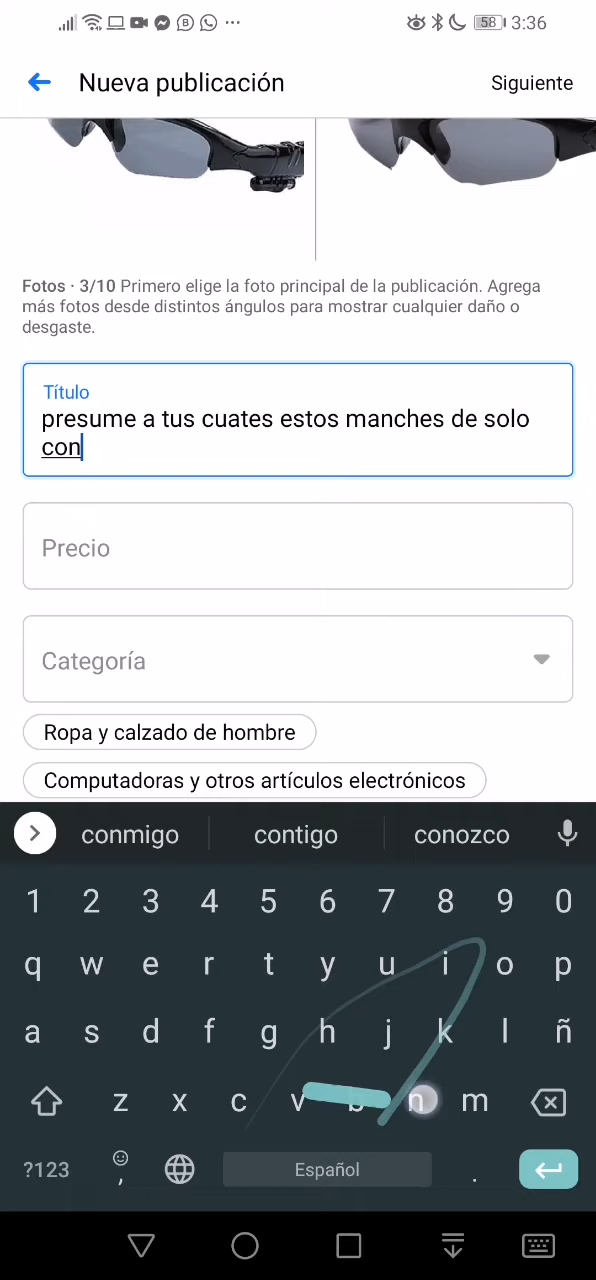 58 3:36
Nueva publicación Siguiente
Fotos · 3/10 Primero elige la foto principal de la publicación. Agrega
más fotos desde distintos ángulos para mostrar cualquier daño o
desgaste.
Título
presume a tus cuates estos manches de solo
con
Precio
Categoría
Ropa y calzado de hombre
Computadoras y otros artículos electrónicos
conmigo contigo conozco
1 2 3 4 5 6 7 8 9 0
q w e r t y u i o p
a s d f g h j k l ñ
z x c v b n m
?123 , Español .